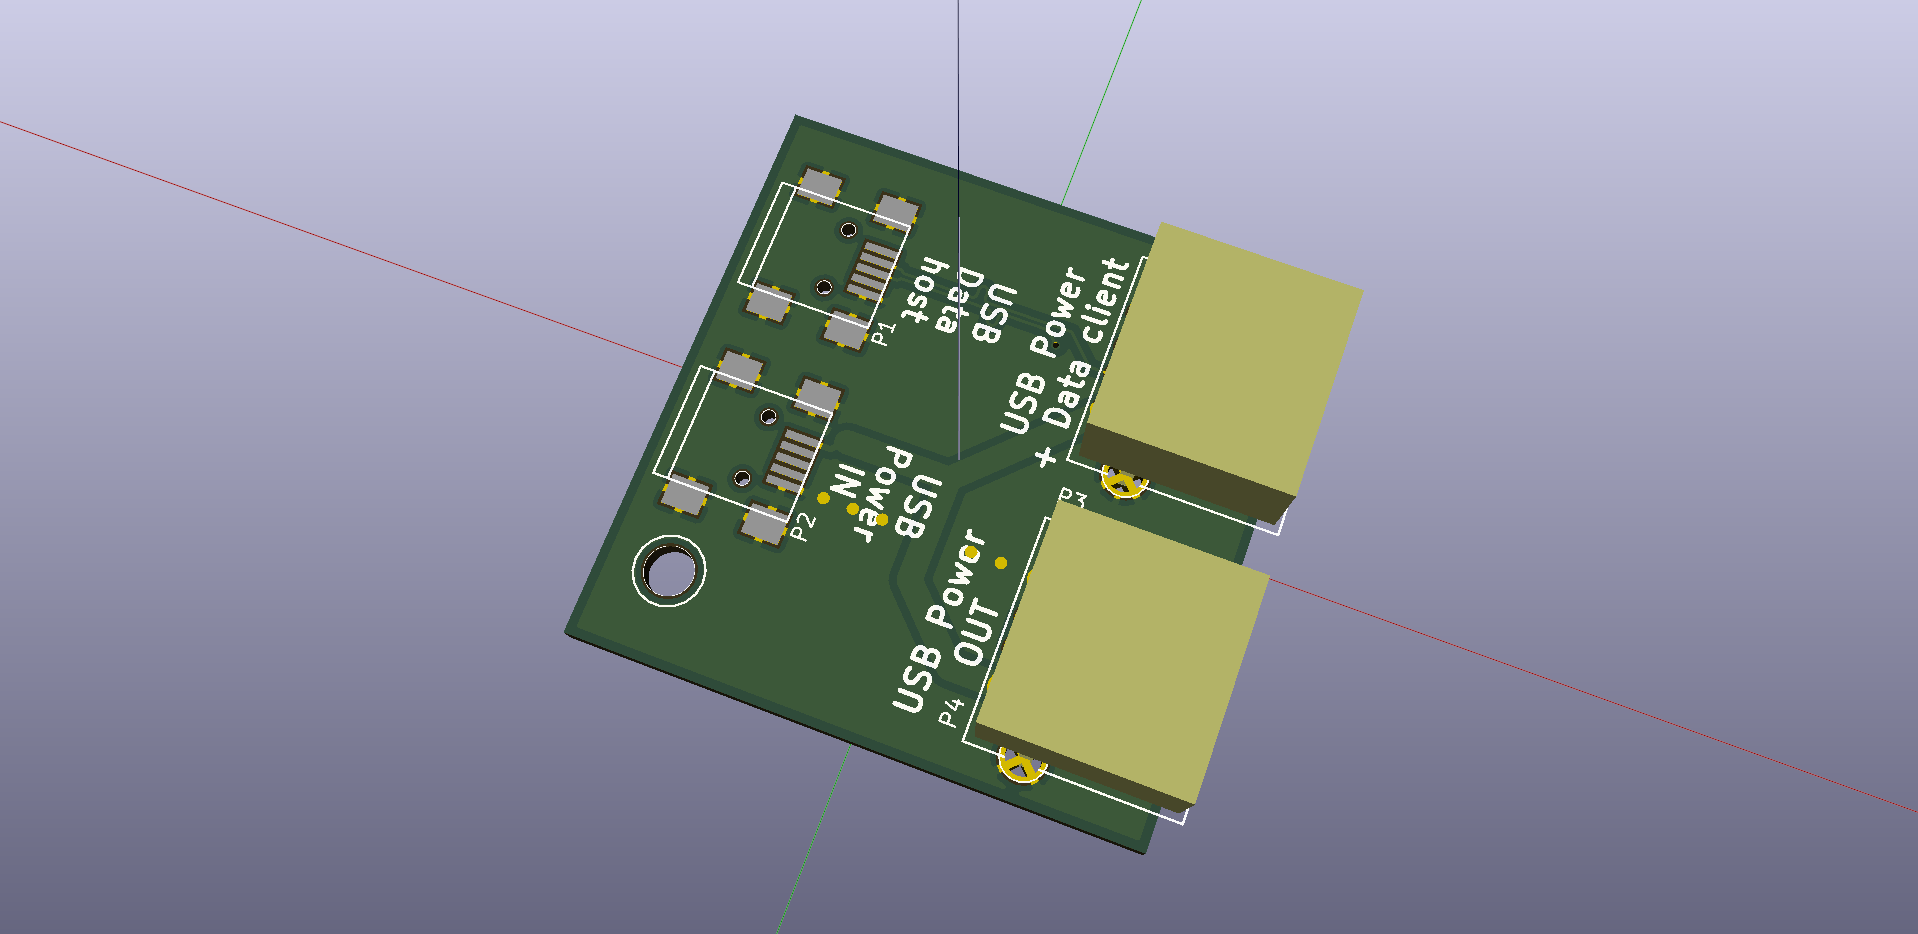 USB
Data
host
P1
USB Power
+ Data client
P3
USB
Power
IN
P2
USB Power
OUT
P4